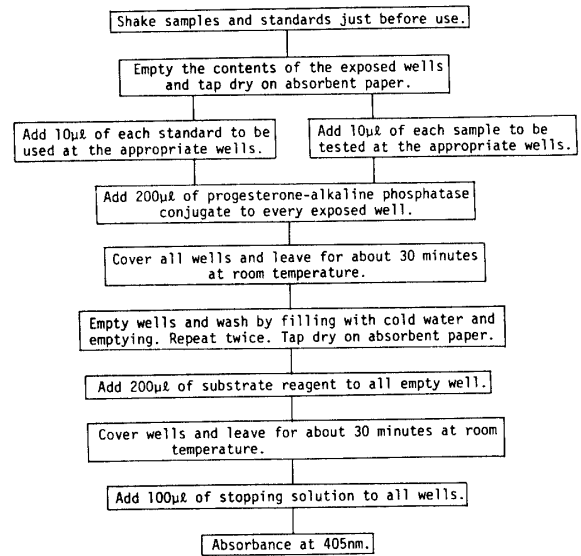 Shake samples and standards just before use.
Empty the contents of the exposed wells
and tap dry on absorbent paper.
Add 10µℓ of each standard to be
used at the appropriate wells.
Add 10µℓ of each sample to be
tested at the appropriate wells.
Add 200µℓ of progesterone-alkaline phosphatase
conjugate to every exposed well.
Cover all wells and leave for about 30 minutes
at room temperature.
Empty wells and wash by filling with cold water and
emptying. Repeat twice. Tap dry on absorbent paper.
Add 200µℓ of substrate reagent to all empty well.
Cover wells and leave for about 30 minutes at room
temperature.
Add 100µℓ of stopping solution to all wells.
Absorbance at 405nm.